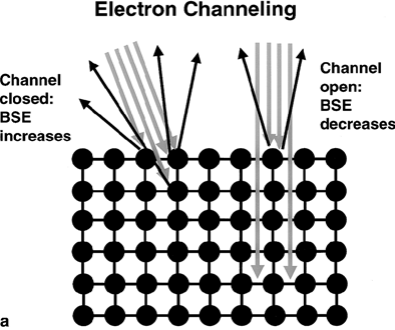 Electron Channeling
Channel
closed:
BSE
increases
Channel
open:
BSE
decreases
a